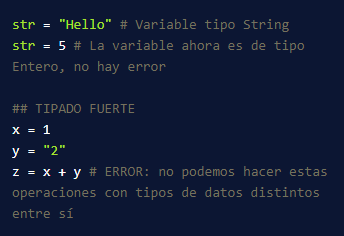 str = "Hello" # Variable tipo String
str = 5 # La variable ahora es de tipo
Entero, no hay error
## TIPADO FUERTE
x = 1
y = "2"
z = x + y # ERROR: no podemos hacer estas
operaciones con tipos de datos distintos
entre sí